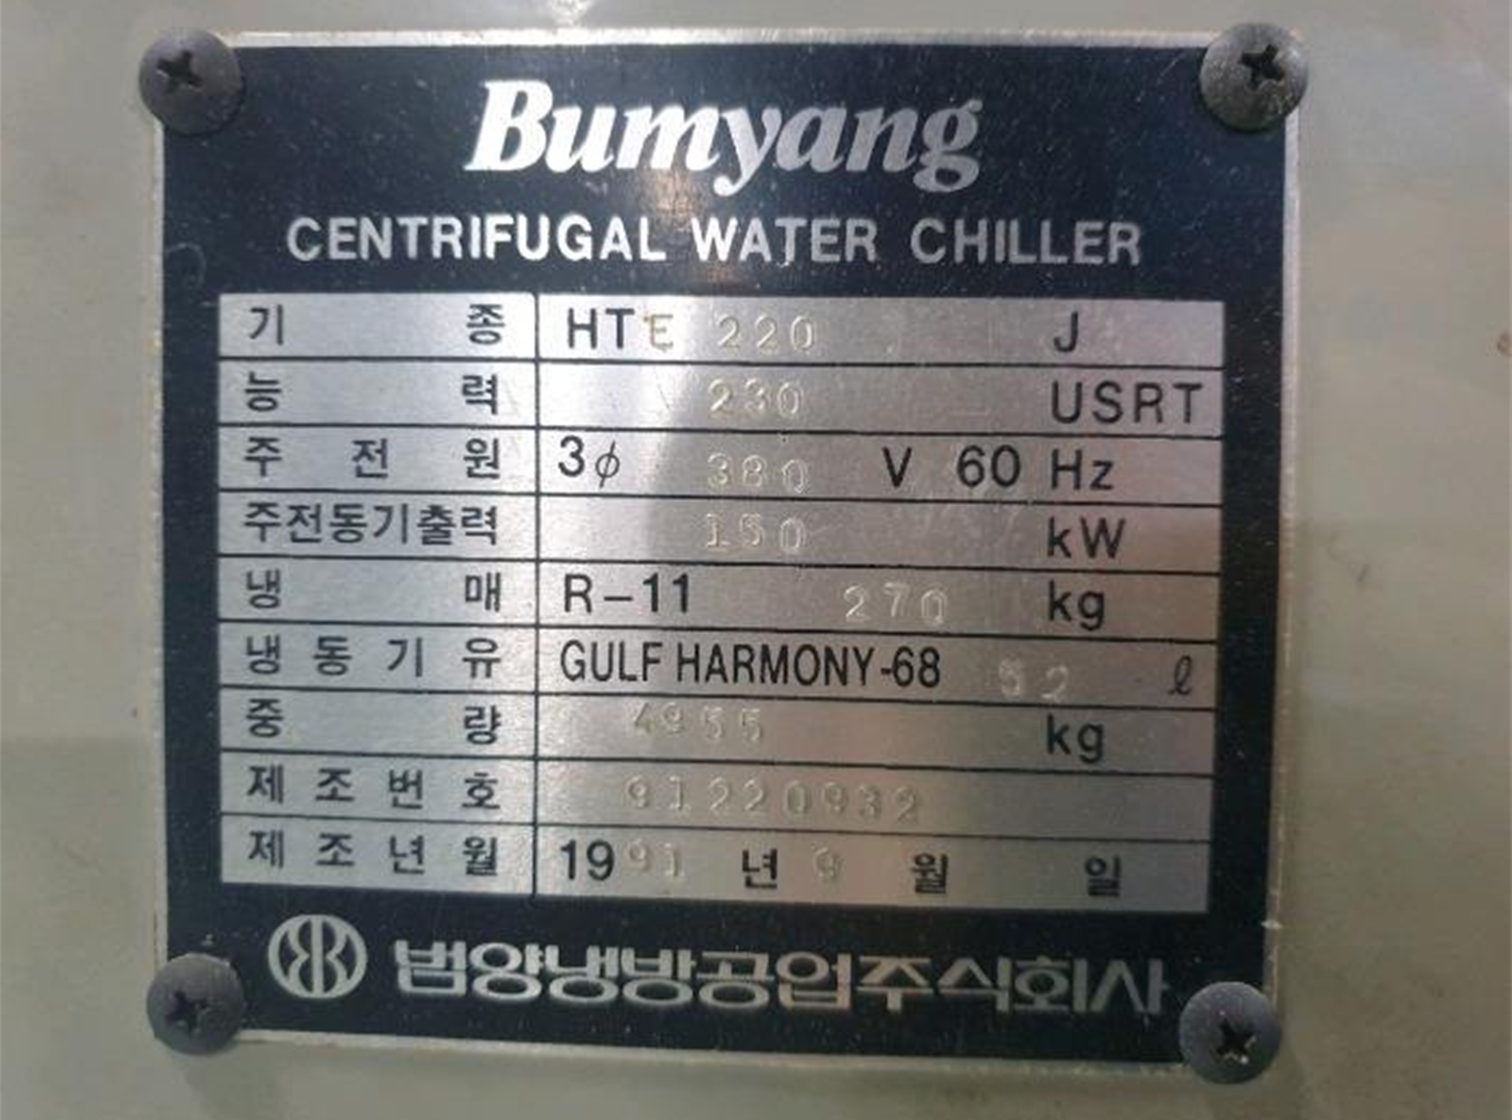 Bumyang
CENTRIFUGAL WATER CHILLER
기 종 HTE 220 J
능 력 230 USRT
주 전 원 3φ 380 V 60 Hz
주전동기출력 150 kW
냉 매 R-11 270 kg
냉 동 기 유 GULF HARMONY-68 52 ℓ
중 량 4955 kg
제 조 번 호 91220932
제 조 년 월 1991 년 9 월 일
범양냉방공업주식회사